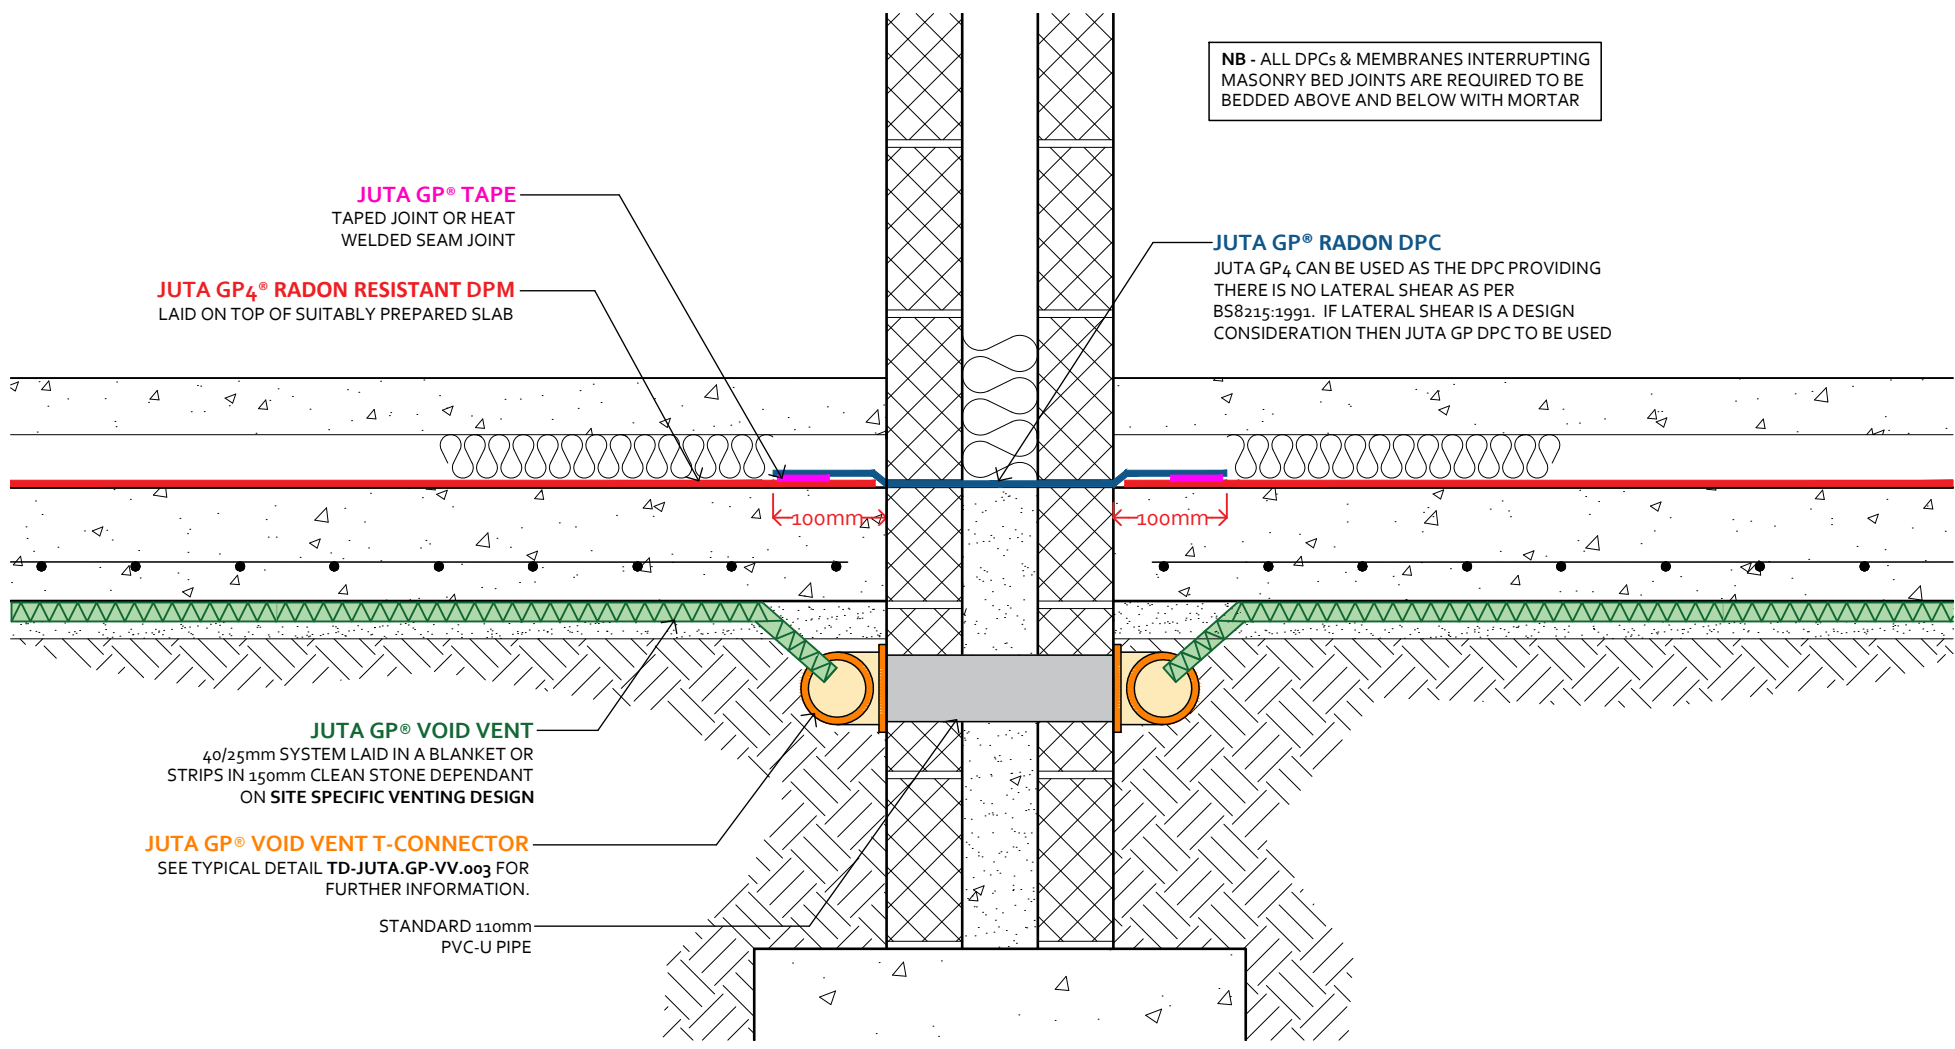 NB - ALL DPCs & MEMBRANES INTERRUPTING
MASONRY BED JOINTS ARE REQUIRED TO BE
BEDDED ABOVE AND BELOW WITH MORTAR
JUTA GP® TAPE
TAPED JOINT OR HEAT
WELDED SEAM JOINT
JUTA GP4® RADON RESISTANT DPM
LAID ON TOP OF SUITABLY PREPARED SLAB
JUTA GP® RADON DPC
JUTA GP4 CAN BE USED AS THE DPC PROVIDING
THERE IS NO LATERAL SHEAR AS PER
BS8215:1991. IF LATERAL SHEAR IS A DESIGN
CONSIDERATION THEN JUTA GP DPC TO BE USED
100mm
100mm
JUTA GP® VOID VENT
40/25mm SYSTEM LAID IN A BLANKET OR
STRIPS IN 150mm CLEAN STONE DEPENDANT
ON SITE SPECIFIC VENTING DESIGN
JUTA GP® VOID VENT T-CONNECTOR
SEE TYPICAL DETAIL TD-JUTA.GP-VV.003 FOR
FURTHER INFORMATION.
STANDARD 110mm
PVC-U PIPE